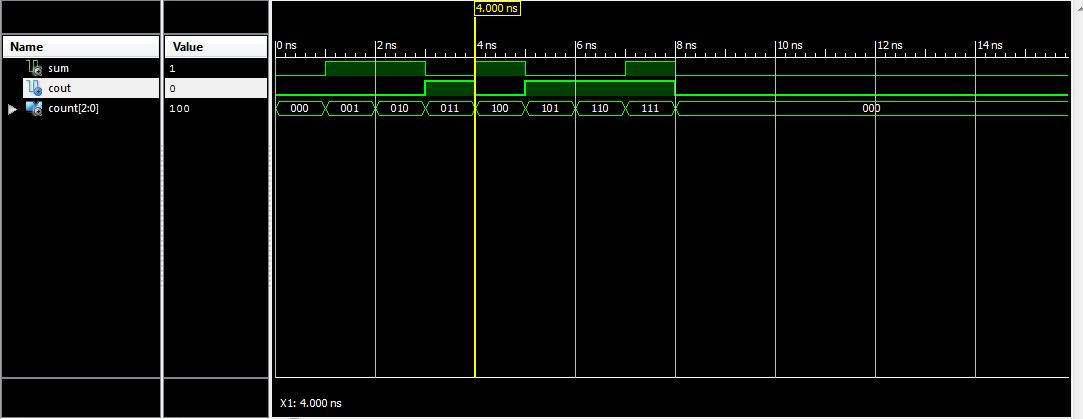 4.000 ns
Name Value 0 ns 2 ns 4 ns 6 ns 8 ns 10 ns 12 ns 14 ns
sum 1
cout 0
count[2:0] 100 000 001 010 011 100 101 110 111 000
X1: 4.000 ns